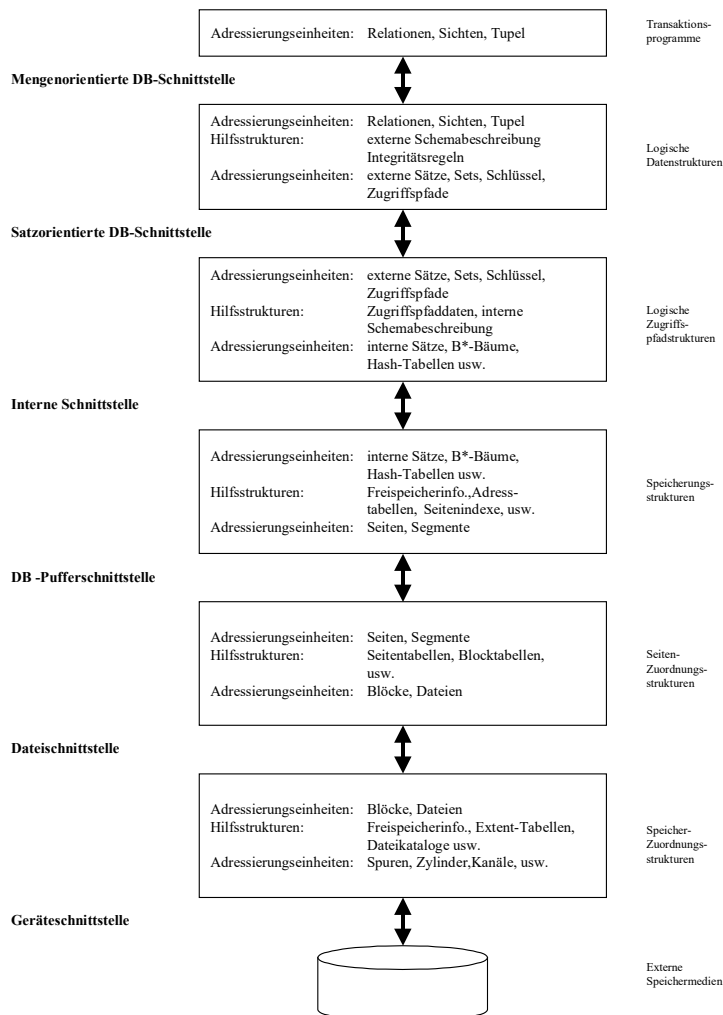 Adressierungseinheiten: Relationen, Sichten, Tupel
Transaktions-
programme
Mengenorientierte DB-Schnittstelle
Adressierungseinheiten: Relationen, Sichten, Tupel
Hilfsstrukturen: externe Schemabeschreibung
Integritätsregeln
Adressierungseinheiten: externe Sätze, Sets, Schlüssel,
Zugriffspfade
Logische
Datenstrukturen
Satzorientierte DB-Schnittstelle
Adressierungseinheiten: externe Sätze, Sets, Schlüssel,
Zugriffspfade
Hilfsstrukturen: Zugriffspfaddaten, interne
Schemabeschreibung
Adressierungseinheiten: interne Sätze, B*-Bäume,
Hash-Tabellen usw.
Logische
Zugriffs-
pfadstrukturen
Interne Schnittstelle
Adressierungseinheiten: interne Sätze, B*-Bäume,
Hash-Tabellen usw.
Hilfsstrukturen: Freispeicherinfo.,Adress-
tabellen, Seitenindexe, usw.
Adressierungseinheiten: Seiten, Segmente
Speicherungs-
strukturen
DB -Pufferschnittstelle
Adressierungseinheiten: Seiten, Segmente
Hilfsstrukturen: Seitentabellen, Blocktabellen,
usw.
Adressierungseinheiten: Blöcke, Dateien
Seiten-
Zuordnungs-
strukturen
Dateischnittstelle
Adressierungseinheiten: Blöcke, Dateien
Hilfsstrukturen: Freispeicherinfo., Extent-Tabellen,
Dateikataloge usw.
Adressierungseinheiten: Spuren, Zylinder,Kanäle, usw.
Speicher-
Zuordnungs-
strukturen
Geräteschnittstelle
Externe
Speichermedien